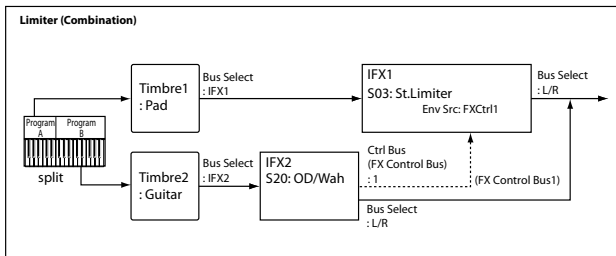 Limiter (Combination)
Timbre1
: Pad
Bus Select
: IFX1
IFX1
S03: St.Limiter
Env Src: FXCtrl1
Bus Select
: L/R
Program
A
Program
B
split
Timbre2
: Guitar
Bus Select
: IFX2
IFX2
S20: OD/Wah
Ctrl Bus
(FX Control Bus)
: 1
(FX Control Bus1)
Bus Select
: L/R